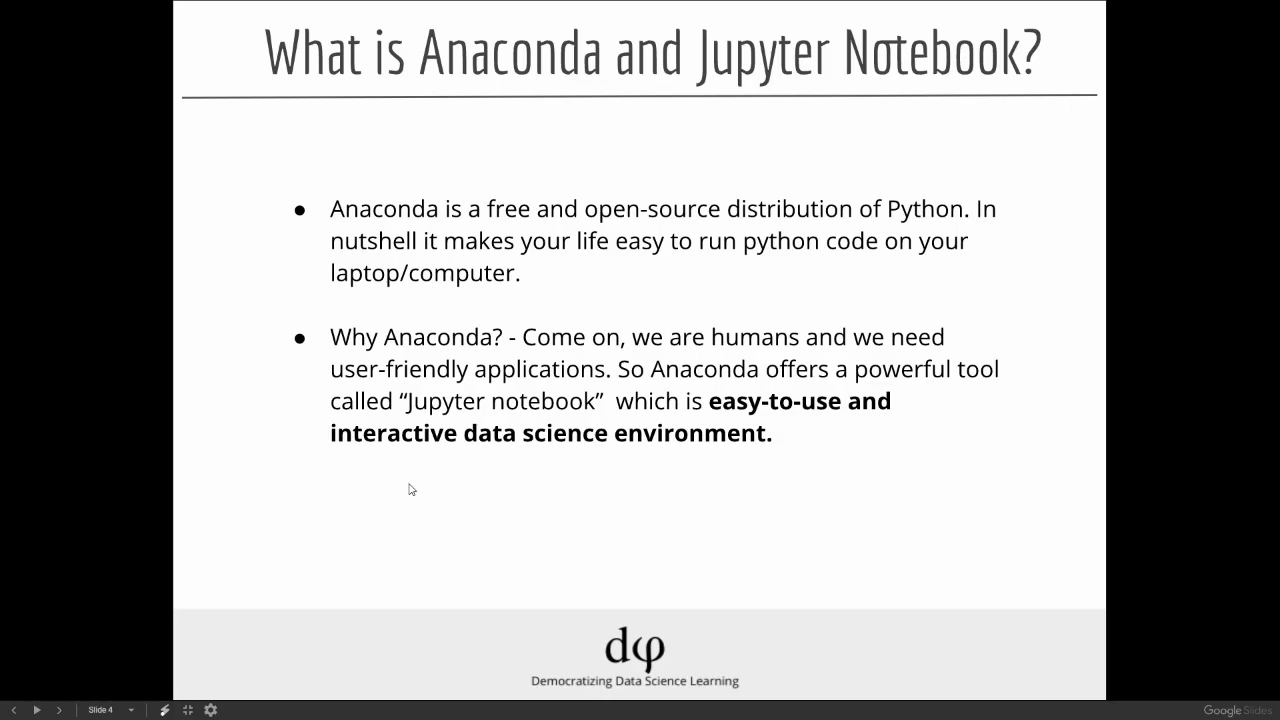 What is Anaconda and Jupyter Notebook?
● Anaconda is a free and open-source distribution of Python. In
nutshell it makes your life easy to run python code on your
laptop/computer.
● Why Anaconda? - Come on, we are humans and we need
user-friendly applications. So Anaconda offers a powerful tool
called “Jupyter notebook”  which is easy-to-use and
interactive data science environment.
dφ
Democratizing Data Science Learning
Slide 4
Google Slides